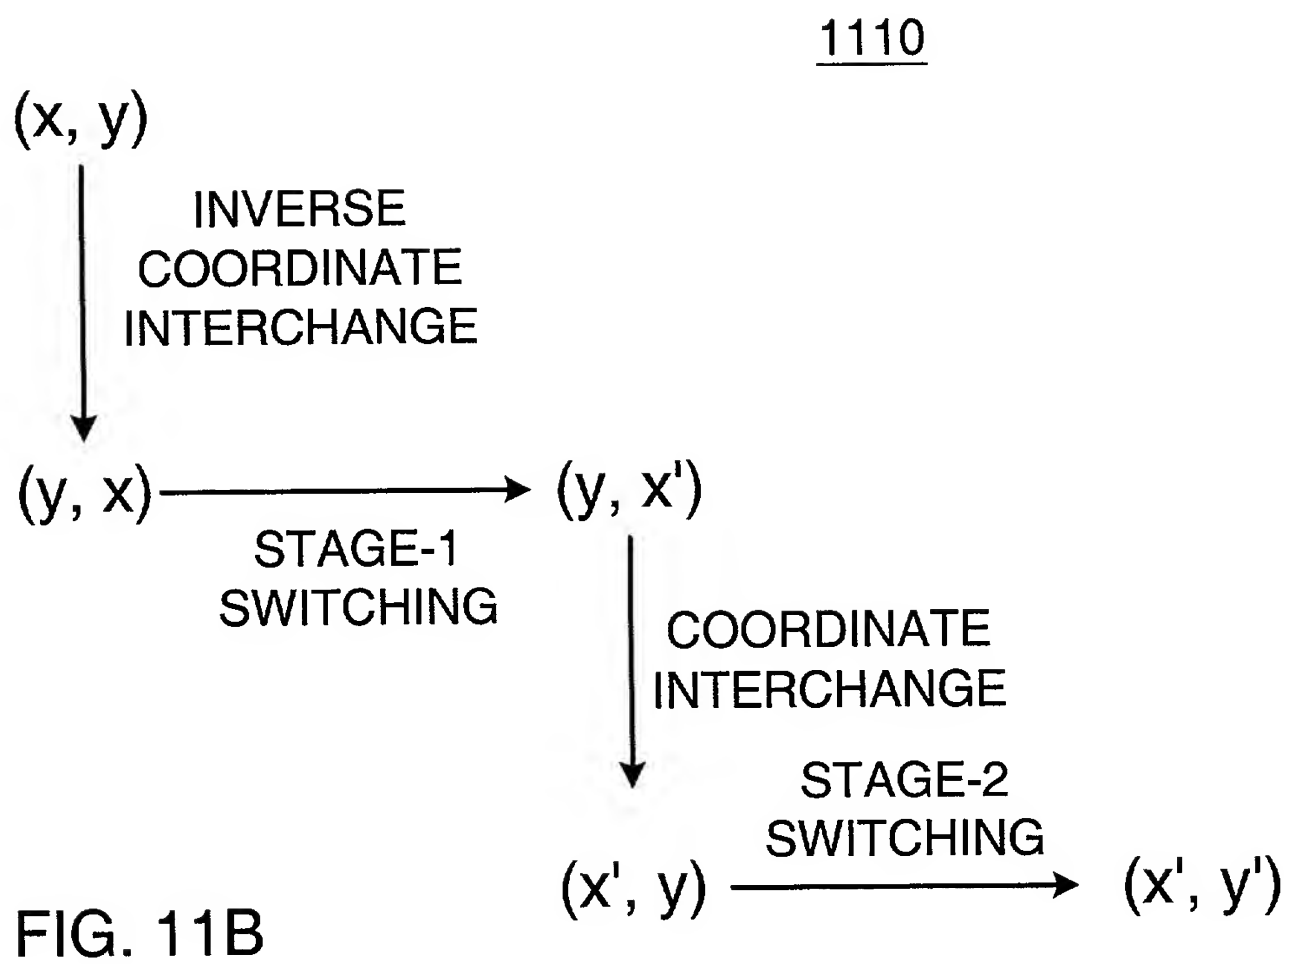 1110
(x, y)
INVERSE
COORDINATE
INTERCHANGE
(y, x)
(y, x')
STAGE-1
SWITCHING
COORDINATE
INTERCHANGE
STAGE-2
SWITCHING
(x', y)
(x', y')
FIG. 11B